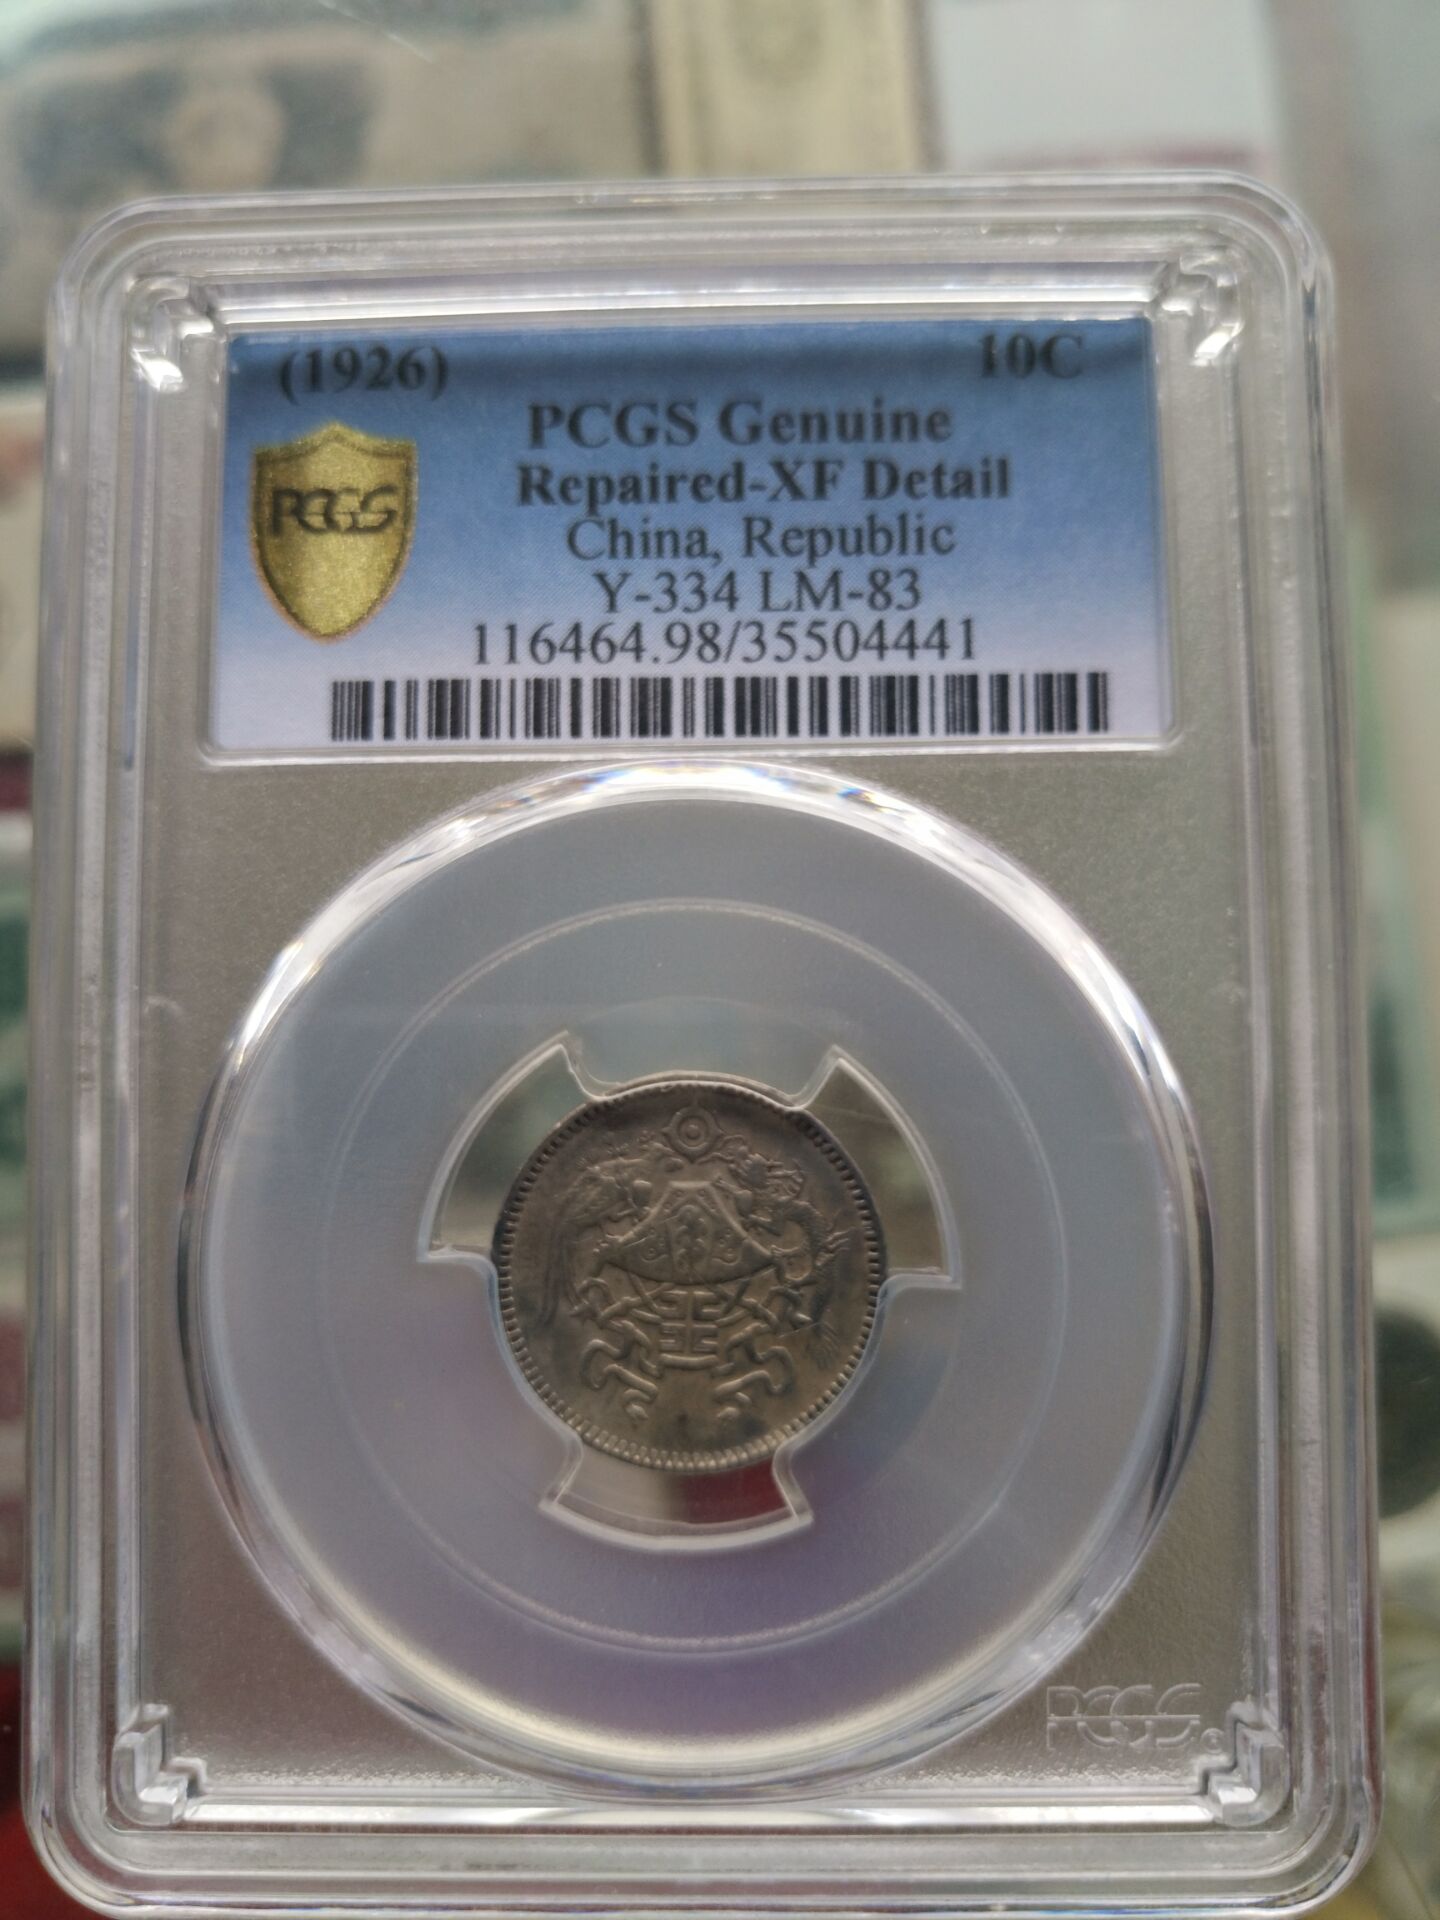 (1926) 10C
PCGS Genuine
Repaired-XF Detail
PCGS
China, Republic
Y-334 LM-83
116464.98/35504441
PCGS